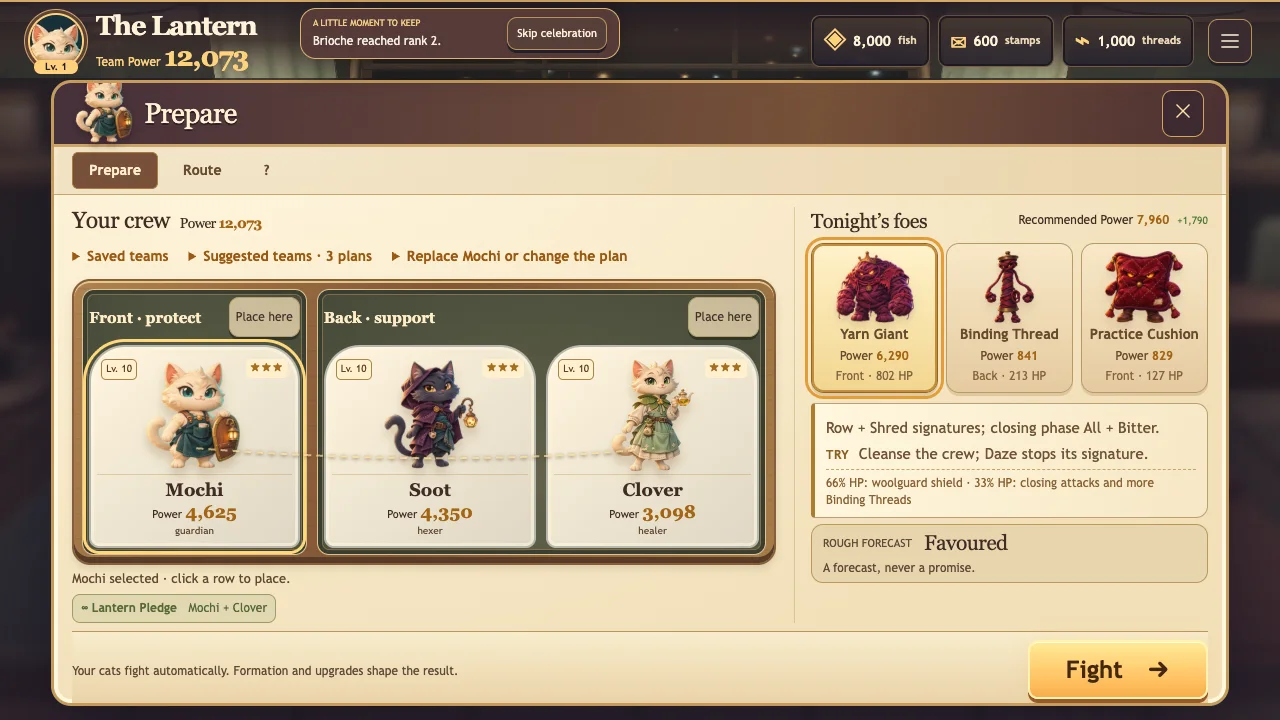 The Lantern
Lv. 1
Team Power 12,073
A LITTLE MOMENT TO KEEP
Brioche reached rank 2.
Skip celebration
8,000 fish
600 stamps
1,000 threads
Prepare
Prepare
Route
?
Your crew Power 12,073
Saved teams
Suggested teams · 3 plans
Replace Mochi or change the plan
Front · protect
Place here
Back · support
Place here
Lv. 10
Mochi
Power 4,625
guardian
Lv. 10
Soot
Power 4,350
hexer
Lv. 10
Clover
Power 3,098
healer
Mochi selected · click a row to place.
∞ Lantern Pledge Mochi + Clover
Tonight's foes
Recommended Power 7,960 +1,790
Yarn Giant
Power 6,290
Front · 802 HP
Binding Thread
Power 841
Back · 213 HP
Practice Cushion
Power 829
Front · 127 HP
Row + Shred signatures; closing phase All + Bitter.
TRY Cleanse the crew; Daze stops its signature.
66% HP: woolguard shield · 33% HP: closing attacks and more
Binding Threads
ROUGH FORECAST Favoured
A forecast, never a promise.
Your cats fight automatically. Formation and upgrades shape the result.
Fight →